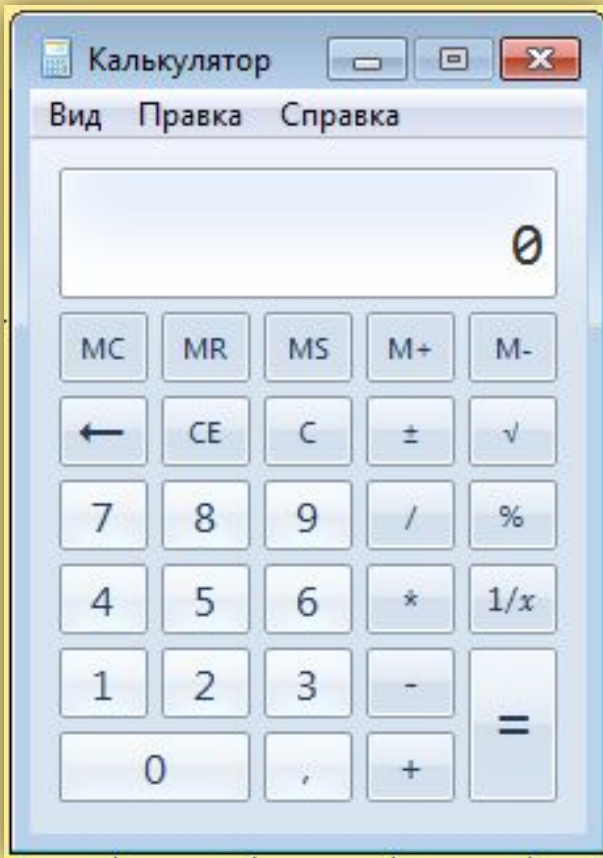 Калькулятор
Вид Правка Справка
0
MC MR MS M+ M-
← CE C ± √
7 8 9 / %
4 5 6 * 1/x
1 2 3 - =
0 , +